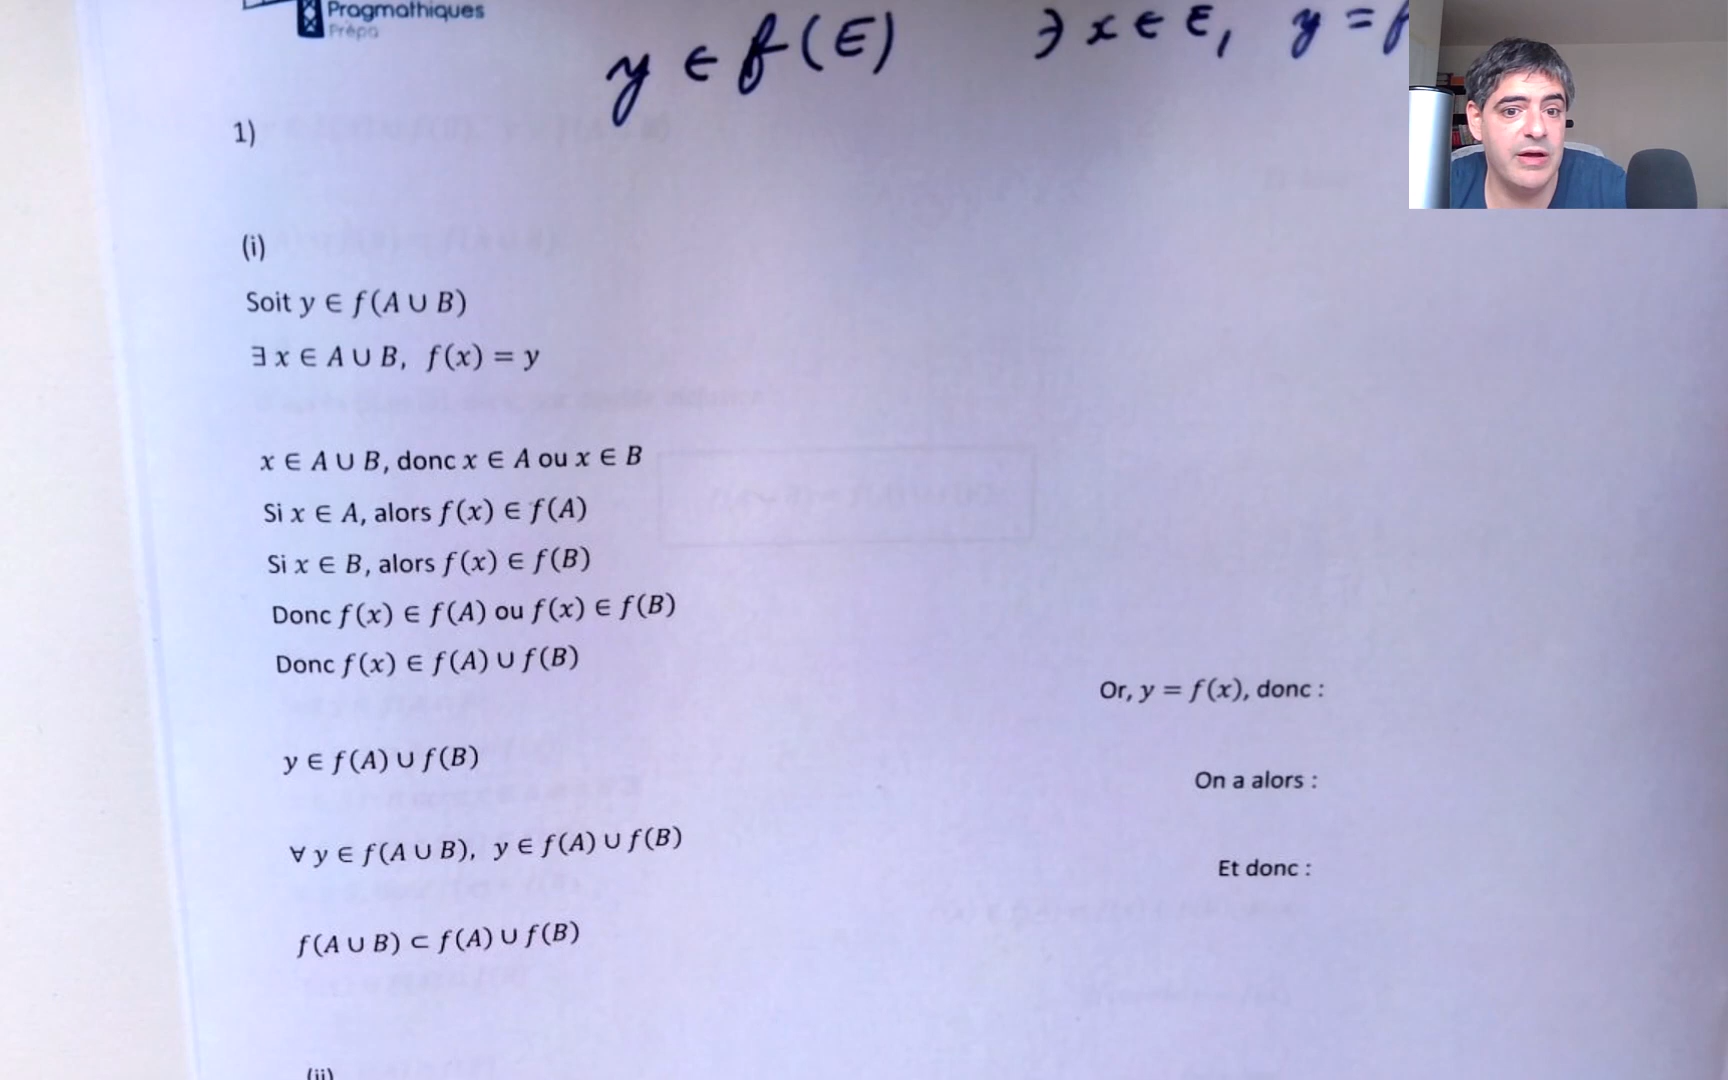 Pragmathiques
Prépa
y ∈ f(E) ∃ x ∈ E, y = f
1)
(i)
Soit y ∈ f(A ∪ B)
∃ x ∈ A ∪ B, f(x) = y
x ∈ A ∪ B, donc x ∈ A ou x ∈ B
Si x ∈ A, alors f(x) ∈ f(A)
Si x ∈ B, alors f(x) ∈ f(B)
Donc f(x) ∈ f(A) ou f(x) ∈ f(B)
Donc f(x) ∈ f(A) ∪ f(B)
Or, y = f(x), donc :
y ∈ f(A) ∪ f(B)
On a alors :
∀ y ∈ f(A ∪ B), y ∈ f(A) ∪ f(B)
Et donc :
f(A ∪ B) ⊂ f(A) ∪ f(B)
(ii)